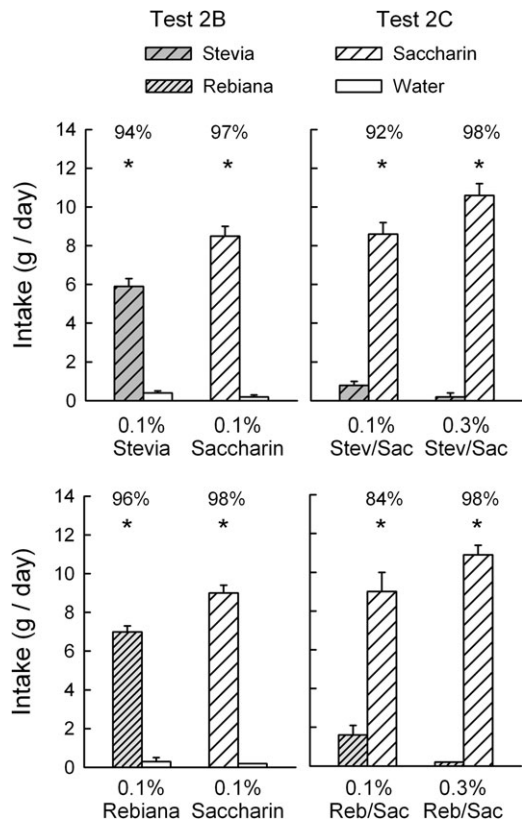 Test 2B Test 2C
Stevia Saccharin
Rebiana Water
14 94% 97% 92% 98%
12 * * * *
10
8
6
4
2
0
Intake (g / day)
0.1% 0.1% 0.1% 0.3%
Stevia Saccharin Stev/Sac Stev/Sac
14 96% 98% 84% 98%
12 * * * *
10
8
6
4
2
0
Intake (g / day)
0.1% 0.1% 0.1% 0.3%
Rebiana Saccharin Reb/Sac Reb/Sac